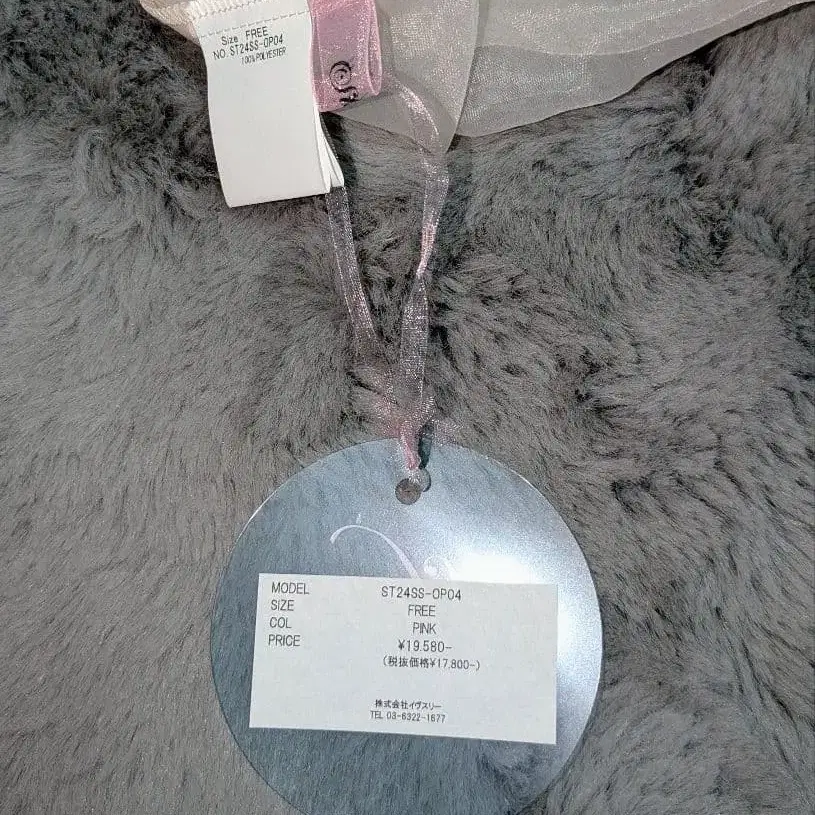 Size FREE
NO. ST24SS-OP04
100%POLYESTER
MODEL ST24SS-OP04
SIZE FREE
COL PINK
PRICE ¥19.580-
(税抜価格¥17,800-)
株式会社イヴスリー
TEL 03-6322-1677